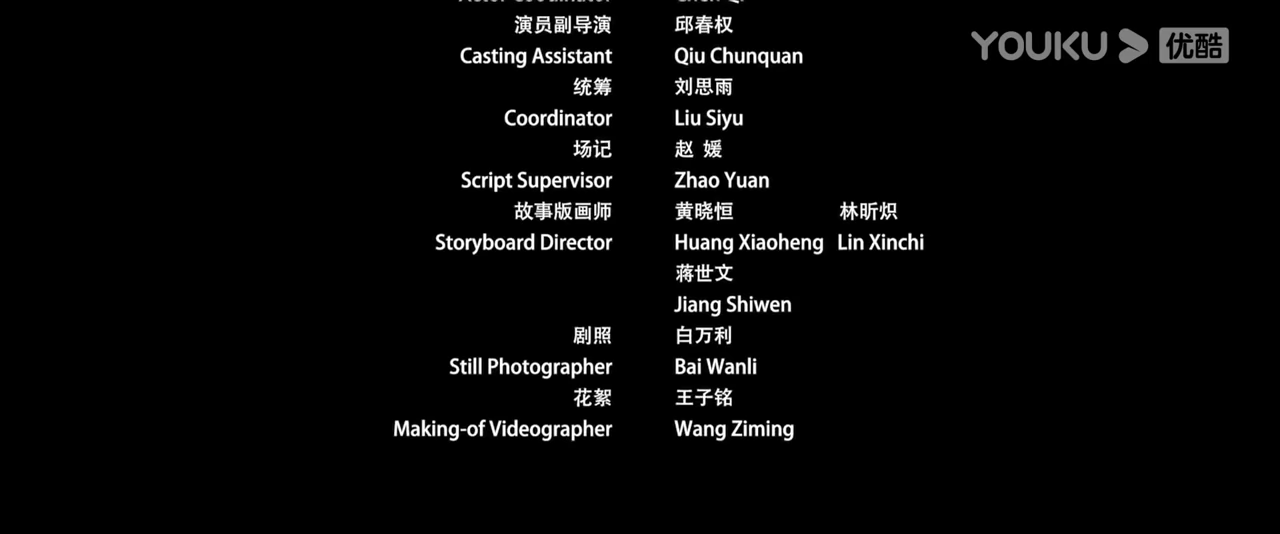 演员副导演 邱春权
Casting Assistant Qiu Chunquan
YOUKU 优酷
统筹 刘思雨
Coordinator Liu Siyu
场记 赵 媛
Script Supervisor Zhao Yuan
故事版画师 黄晓恒 林昕炽
Storyboard Director Huang Xiaoheng Lin Xinchi
蒋世文
Jiang Shiwen
剧照 白万利
Still Photographer Bai Wanli
花絮 王子铭
Making-of Videographer Wang Ziming